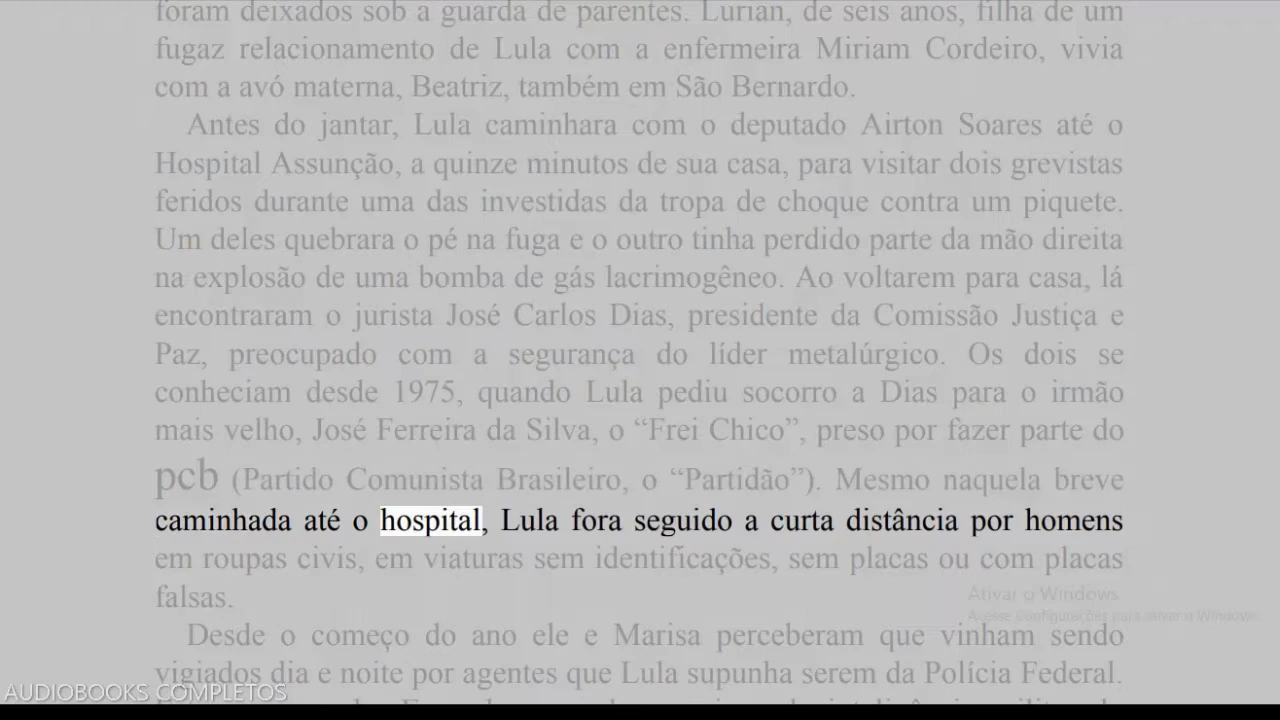 foram deixados sob a guarda de parentes. Lurian, de seis anos, filha de um
fugaz relacionamento de Lula com a enfermeira Miriam Cordeiro, vivia
com a avó materna, Beatriz, também em São Bernardo.
Antes do jantar, Lula caminhara com o deputado Airton Soares até o
Hospital Assunção, a quinze minutos de sua casa, para visitar dois grevistas
feridos durante uma das investidas da tropa de choque contra um piquete.
Um deles quebrara o pé na fuga e o outro tinha perdido parte da mão direita
na explosão de uma bomba de gás lacrimogêneo. Ao voltarem para casa, lá
encontraram o jurista José Carlos Dias, presidente da Comissão Justiça e
Paz, preocupado com a segurança do líder metalúrgico. Os dois se
conheciam desde 1975, quando Lula pediu socorro a Dias para o irmão
mais velho, José Ferreira da Silva, o “Frei Chico”, preso por fazer parte do
pcb (Partido Comunista Brasileiro, o “Partidão”). Mesmo naquela breve
caminhada até o hospital, Lula fora seguido a curta distância por homens
em roupas civis, em viaturas sem identificações, sem placas ou com placas
falsas.
Ativar o Windows
Acesse Configurações para ativar o Windows.
Desde o começo do ano ele e Marisa perceberam que vinham sendo
vigiados dia e noite por agentes que Lula supunha serem da Polícia Federal.
AUDIOBOOKS COMPLETOS